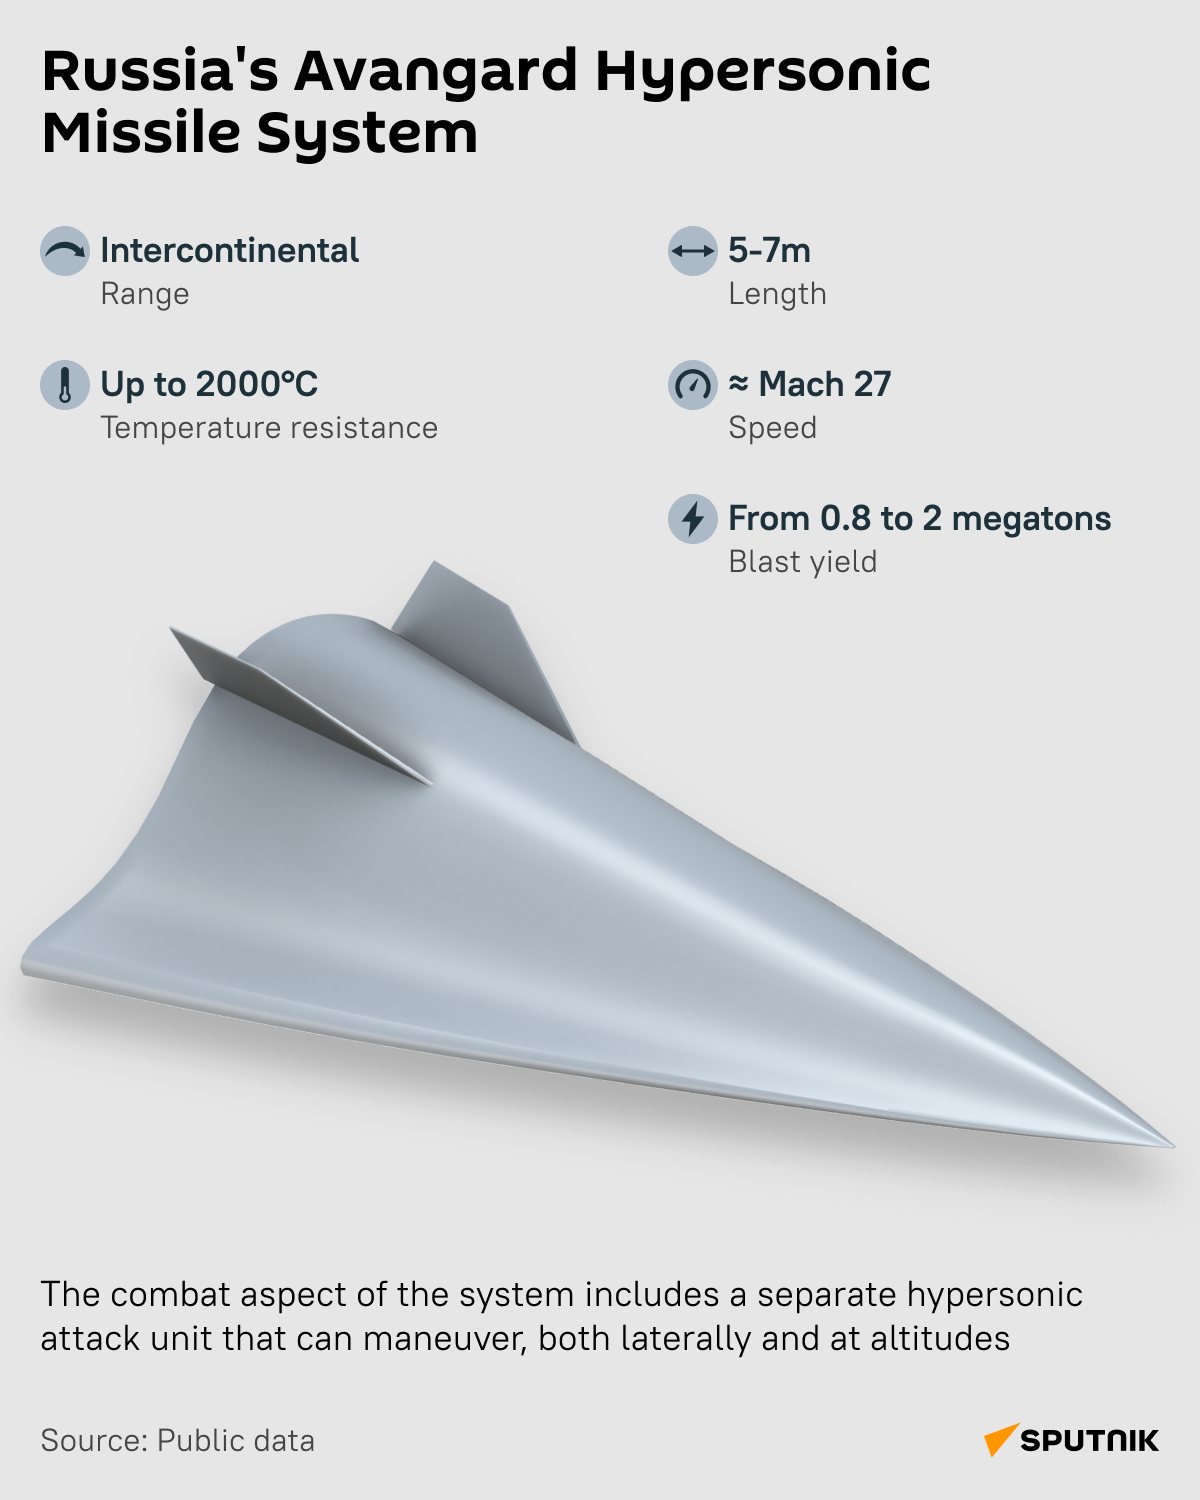 Russia's Avangard Hypersonic
Missile System
Intercontinental
Range
5-7m
Length
Up to 2000°C
Temperature resistance
≈ Mach 27
Speed
From 0.8 to 2 megatons
Blast yield
The combat aspect of the system includes a separate hypersonic
attack unit that can maneuver, both laterally and at altitudes
Source: Public data
SPUTNIK